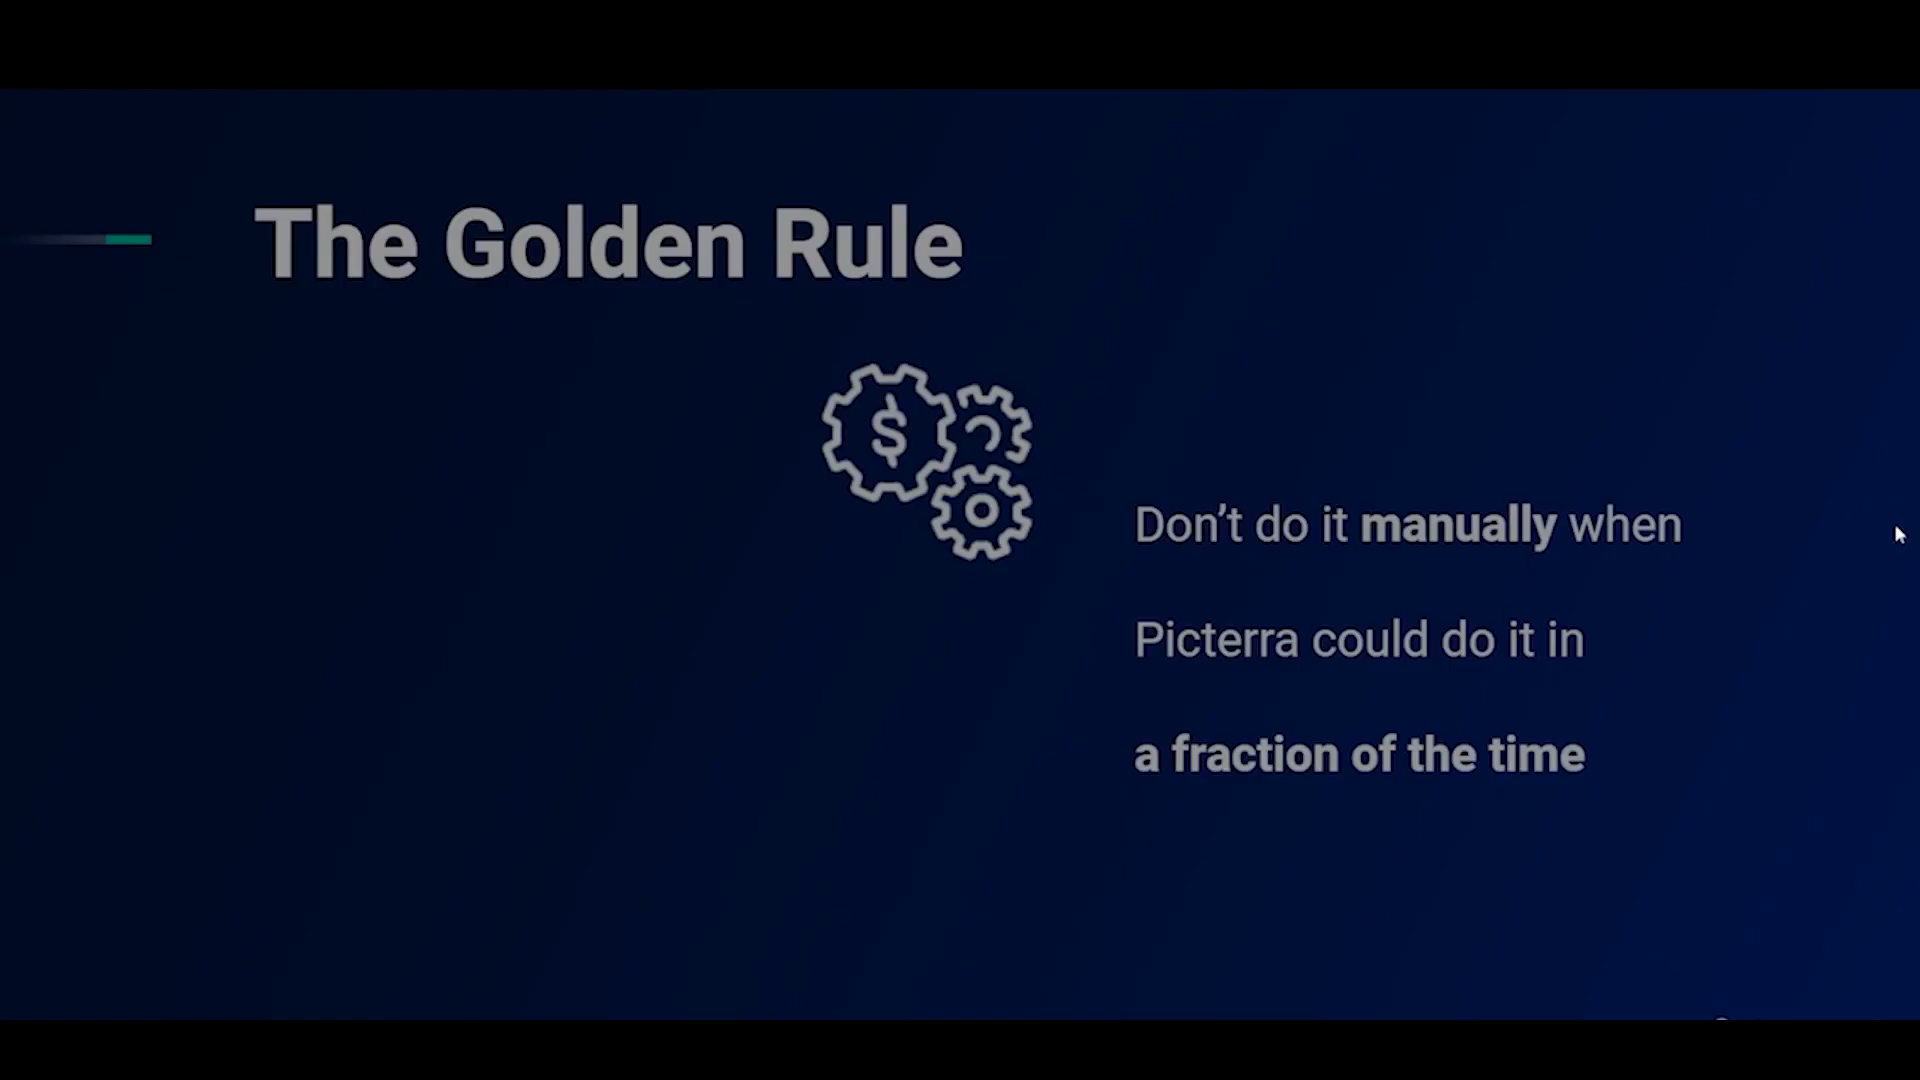 The Golden Rule
$
Don’t do it manually when
Picterra could do it in
a fraction of the time